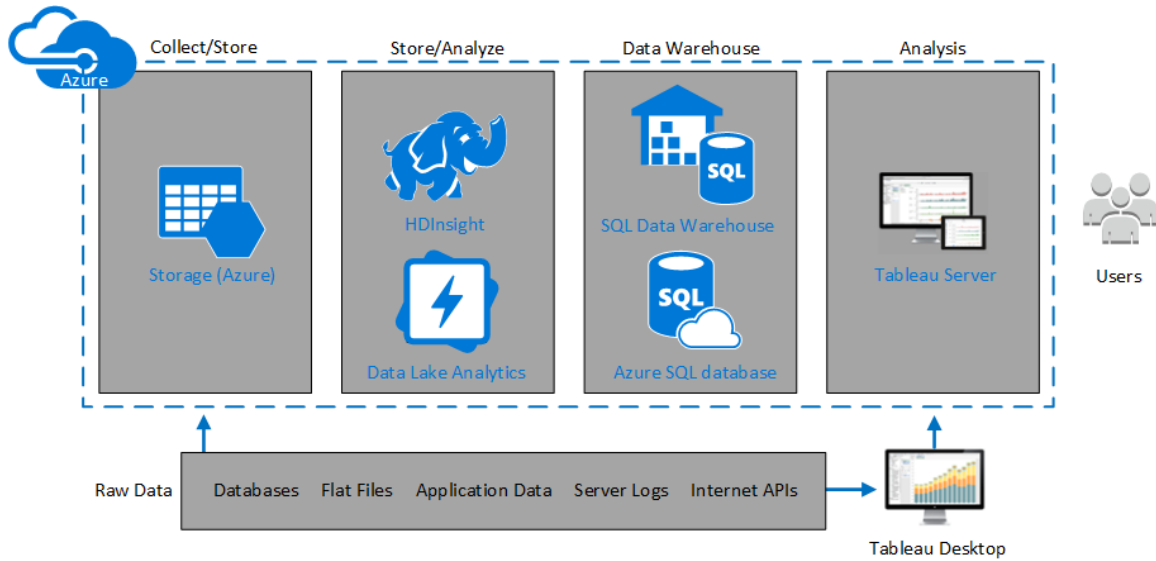 Collect/Store
Store/Analyze
Data Warehouse
Analysis
Azure
HDInsight
SQL
SQL Data Warehouse
Storage (Azure)
Tableau Server
Users
SQL
Data Lake Analytics
Azure SQL database
Raw Data
Databases
Flat Files
Application Data
Server Logs
Internet APIs
Tableau Desktop